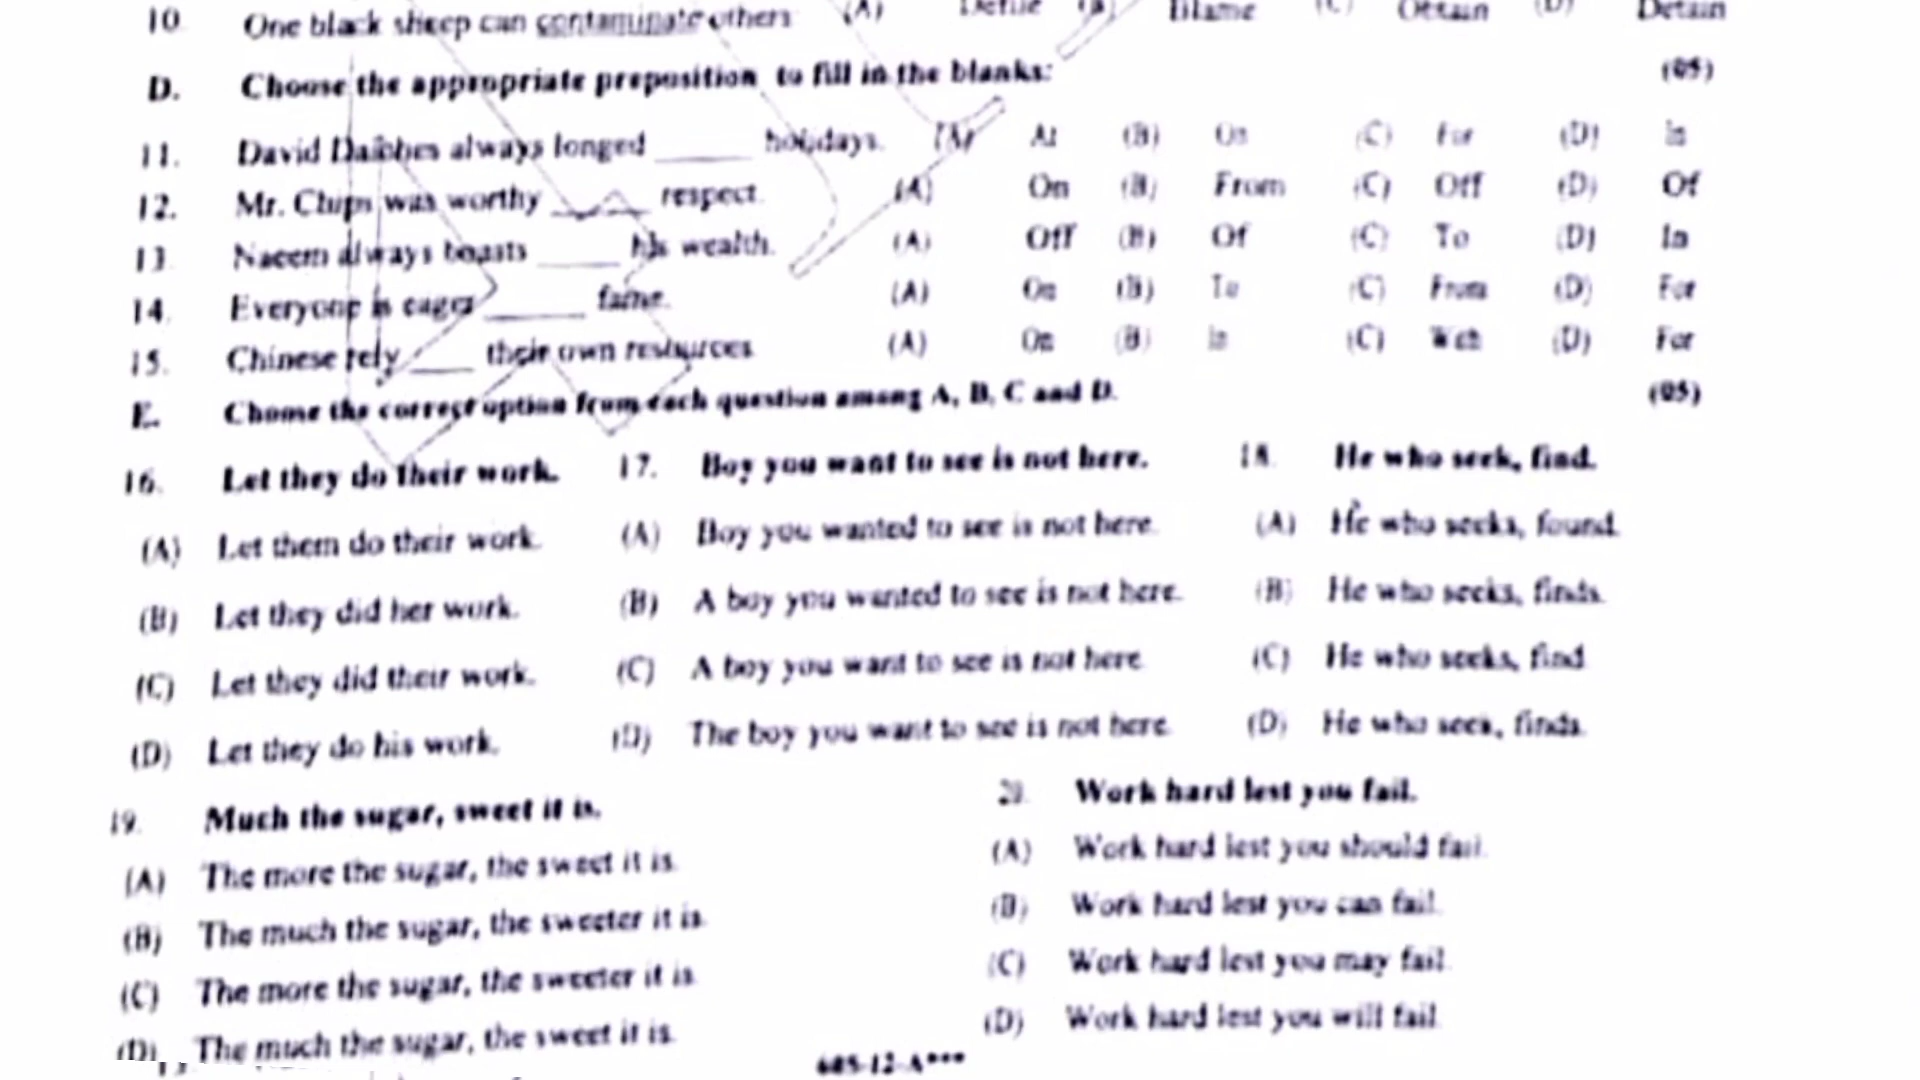 10. One black sheep can contaminate others (A) Defile (B) Blame (C) Obtain (D) Detain
D. Choose the appropriate preposition to fill in the blanks: (05)
11. David Daiches always longed _____ holidays. (A) At (B) On (C) For (D) In
12. Mr. Chips was worthy _____ respect. (A) On (B) From (C) Off (D) Of
13. Naeem always boasts _____ his wealth. (A) Off (B) Of (C) To (D) In
14. Everyone is eager _____ fame. (A) On (B) To (C) From (D) For
15. Chinese rely _____ their own resources (A) On (B) In (C) With (D) For
E. Choose the correct option from each question among A, B, C and D. (05)
16. Let they do their work. 17. Boy you want to see is not here. 18. He who seek, find.
(A) Let them do their work. (A) Boy you wanted to see is not here. (A) He who seeks, found.
(B) Let they did her work. (B) A boy you wanted to see is not here. (B) He who seeks, finds.
(C) Let they did their work. (C) A boy you want to see is not here. (C) He who seeks, find
(D) Let they do his work. (D) The boy you want to see is not here. (D) He who seek, finds.
19. Much the sugar, sweet it is. 20. Work hard lest you fail.
(A) The more the sugar, the sweet it is. (A) Work hard lest you should fail.
(B) The much the sugar, the sweeter it is. (B) Work hard lest you can fail.
(C) The more the sugar, the sweeter it is. (C) Work hard lest you may fail.
(D) The much the sugar, the sweet it is. (D) Work hard lest you will fail.
605-12-A***